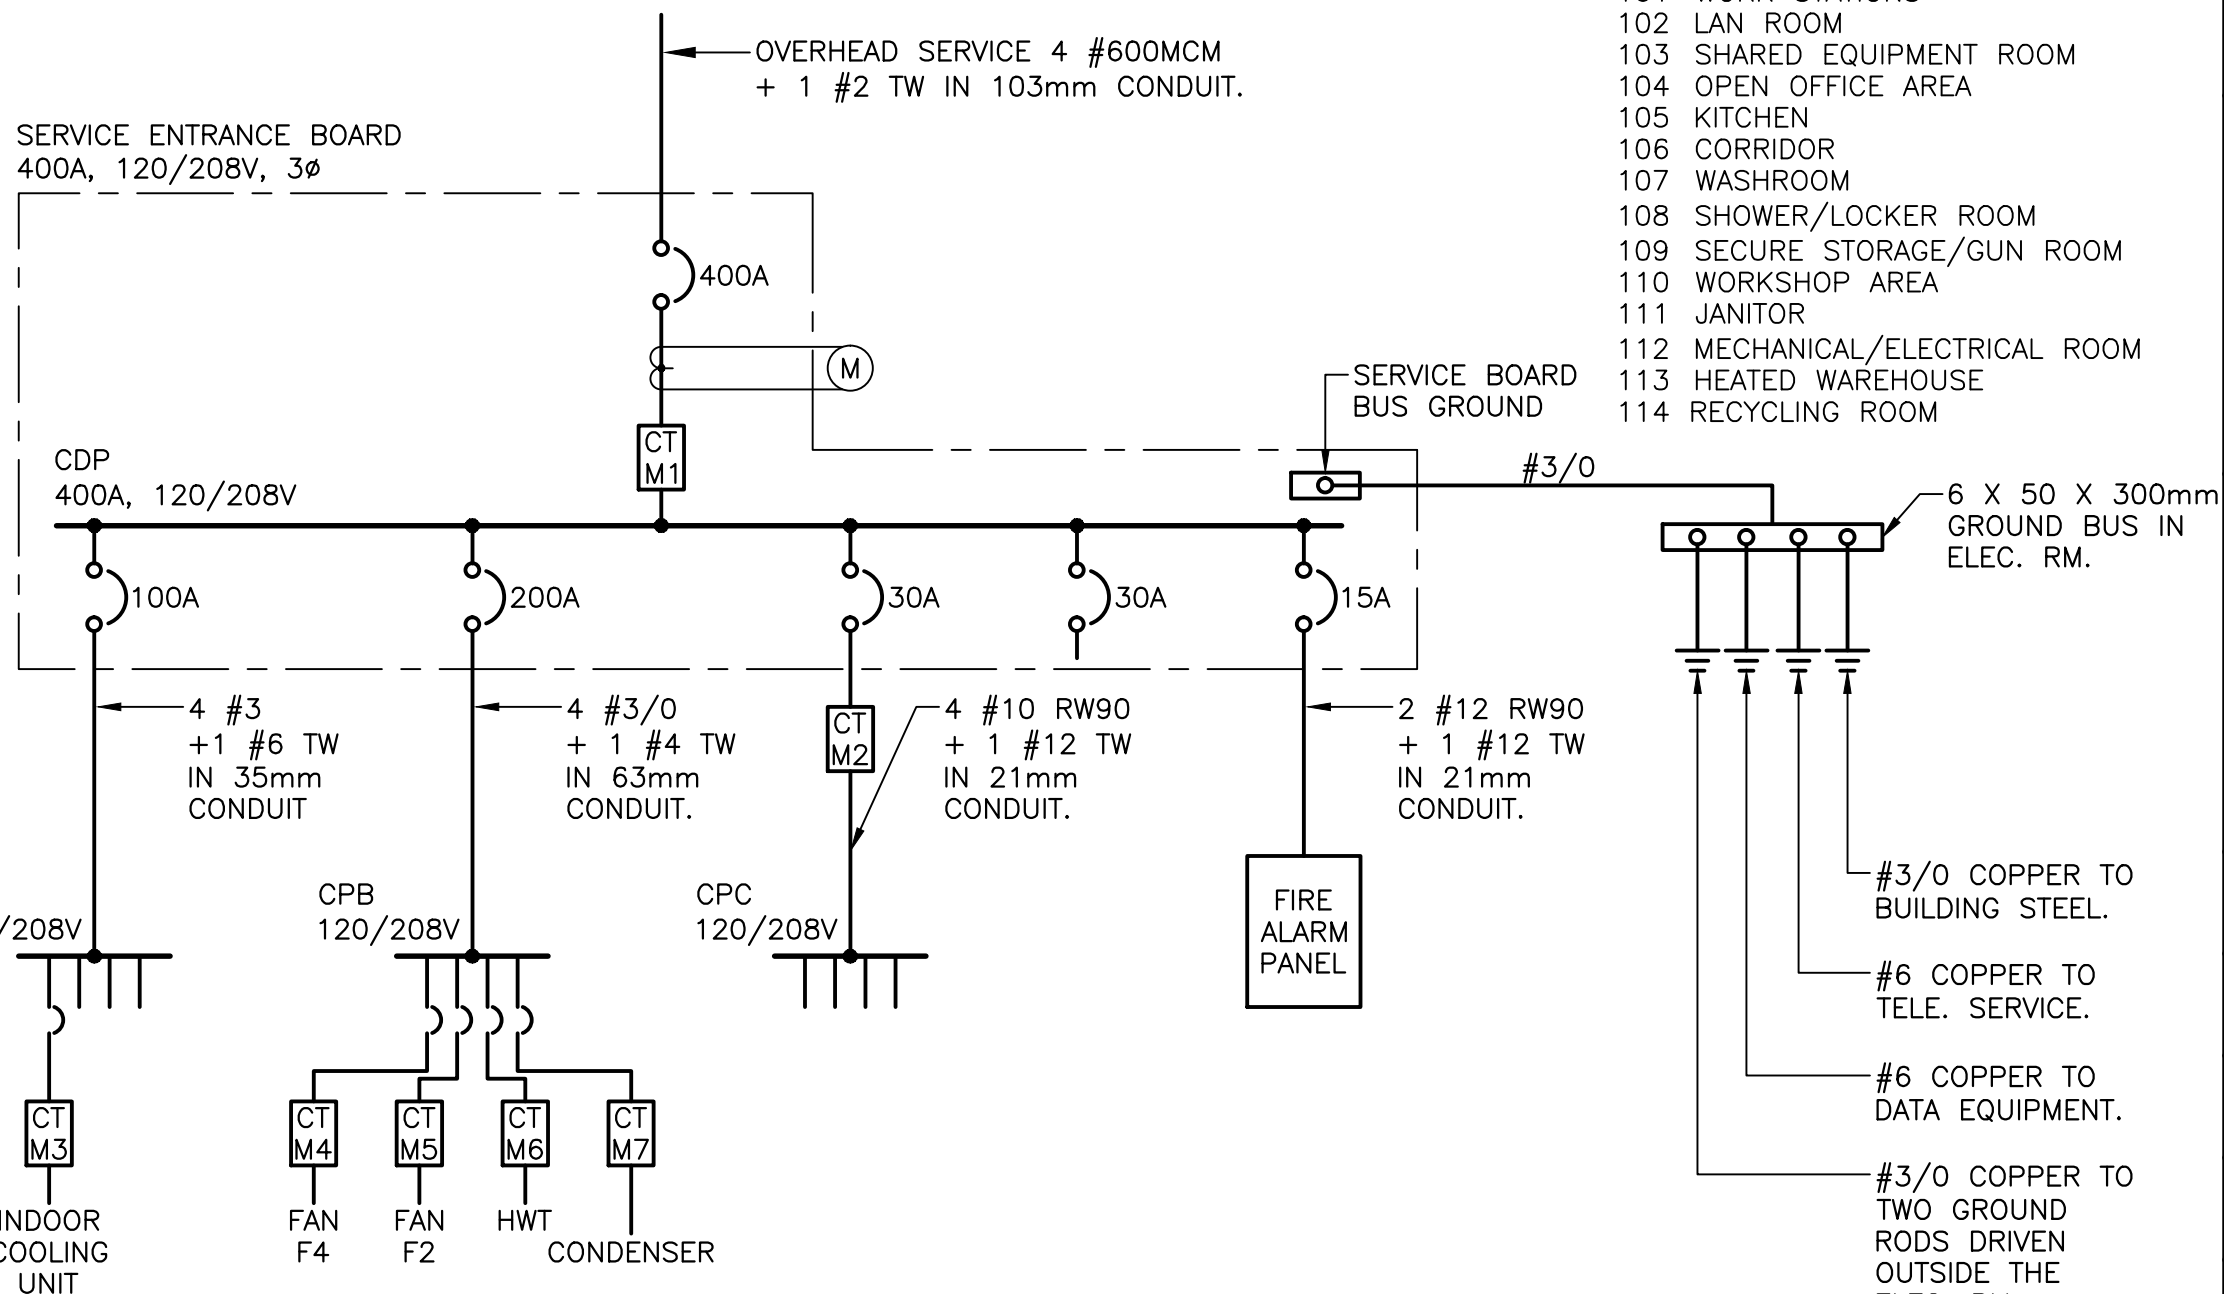 OVERHEAD SERVICE 4 #600MCM
+ 1 #2 TW IN 103mm CONDUIT.
SERVICE ENTRANCE BOARD
400A, 120/208V, 3ø
400A
M
CT
M1
CDP
400A, 120/208V
SERVICE BOARD
BUS GROUND
#3/0
6 X 50 X 300mm
GROUND BUS IN
ELEC. RM.
102 LAN ROOM
103 SHARED EQUIPMENT ROOM
104 OPEN OFFICE AREA
105 KITCHEN
106 CORRIDOR
107 WASHROOM
108 SHOWER/LOCKER ROOM
109 SECURE STORAGE/GUN ROOM
110 WORKSHOP AREA
111 JANITOR
112 MECHANICAL/ELECTRICAL ROOM
113 HEATED WAREHOUSE
114 RECYCLING ROOM
100A
200A
30A
30A
15A
4 #3
+1 #6 TW
IN 35mm
CONDUIT
4 #3/0
+ 1 #4 TW
IN 63mm
CONDUIT.
CT
M2
4 #10 RW90
+ 1 #12 TW
IN 21mm
CONDUIT.
2 #12 RW90
+ 1 #12 TW
IN 21mm
CONDUIT.
/208V
CPB
120/208V
CPC
120/208V
FIRE
ALARM
PANEL
CT
M3
INDOOR
COOLING
UNIT
CT
M4
FAN
F4
CT
M5
FAN
F2
CT
M6
HWT
CT
M7
CONDENSER
#3/0 COPPER TO
BUILDING STEEL.
#6 COPPER TO
TELE. SERVICE.
#6 COPPER TO
DATA EQUIPMENT.
#3/0 COPPER TO
TWO GROUND
RODS DRIVEN
OUTSIDE THE